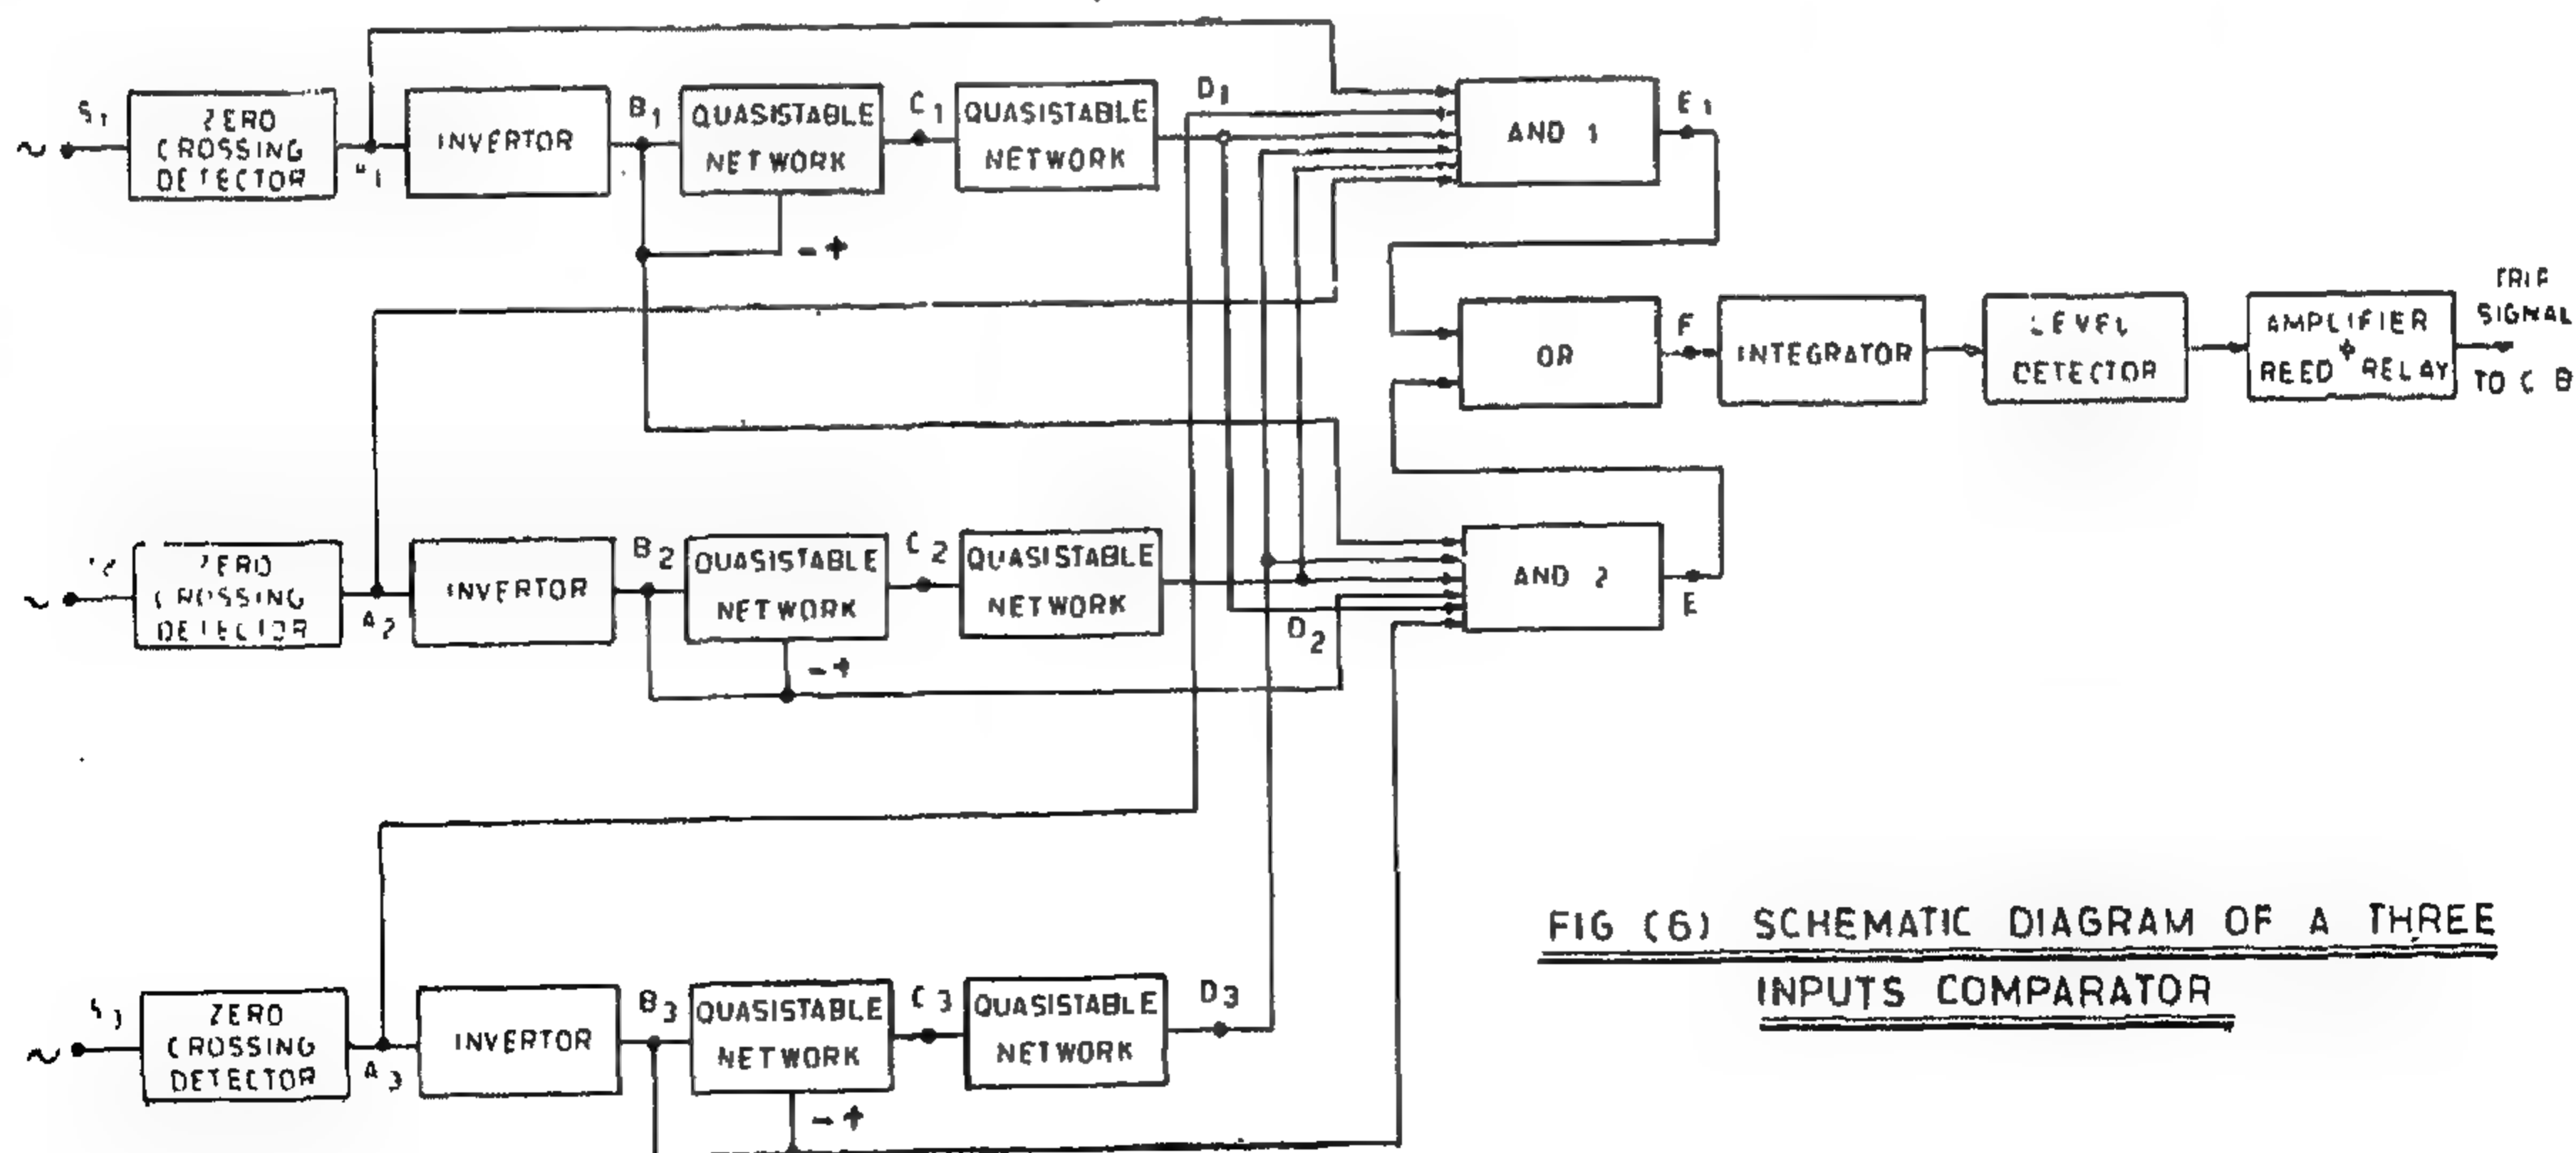 S1
ZERO
CROSSING
DETECTOR
INVERTOR
B1
QUASISTABLE
NETWORK
- +
C1
QUASISTABLE
NETWORK
D1
AND 1
E1
ZERO
CROSSING
DETECTOR
A2
INVERTOR
B2
QUASISTABLE
NETWORK
- +
C2
QUASISTABLE
NETWORK
D2
AND 2
E
OR
F
INTEGRATOR
LEVEL
DETECTOR
AMPLIFIER
+
REED RELAY
TRIP
SIGNAL
TO C B
S3
ZERO
CROSSING
DETECTOR
A3
INVERTOR
B3
QUASISTABLE
NETWORK
- +
C3
QUASISTABLE
NETWORK
D3
FIG (6) SCHEMATIC DIAGRAM OF A THREE
INPUTS COMPARATOR